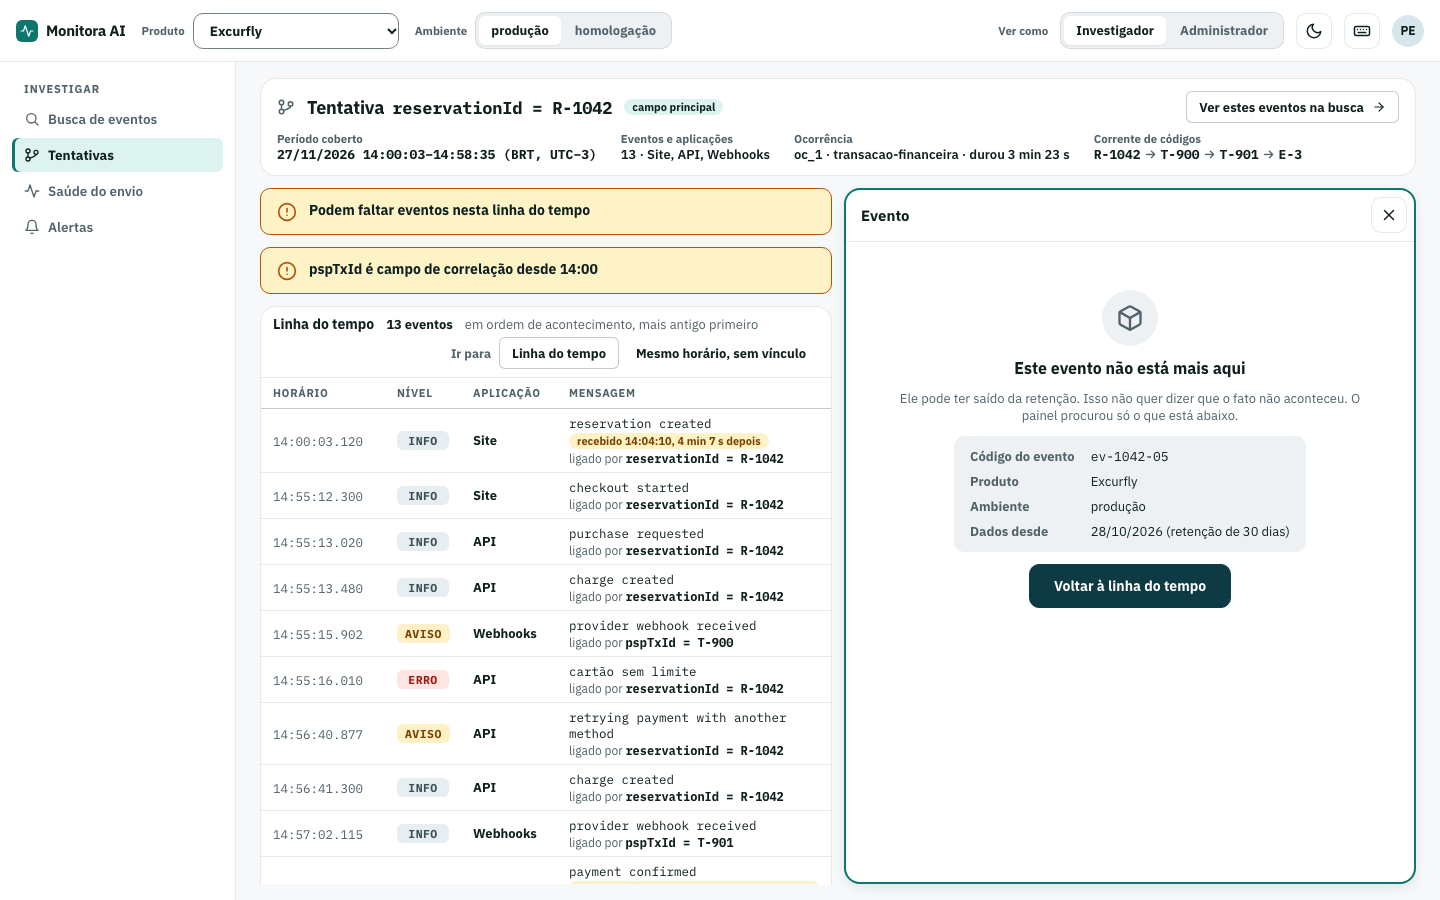 Monitora AI
Produto
Excurfly
Ambiente
produção
homologação
Ver como
Investigador
Administrador
PE
INVESTIGAR
Busca de eventos
Tentativas
Saúde do envio
Alertas
Tentativa reservationId = R-1042
campo principal
Ver estes eventos na busca →
Período coberto
27/11/2026 14:00:03–14:58:35 (BRT, UTC−3)
Eventos e aplicações
13 · Site, API, Webhooks
Ocorrência
oc_1 · transacao-financeira · durou 3 min 23 s
Corrente de códigos
R-1042 → T-900 → T-901 → E-3
Podem faltar eventos nesta linha do tempo
pspTxId é campo de correlação desde 14:00
Linha do tempo 13 eventos em ordem de acontecimento, mais antigo primeiro
Ir para Linha do tempo Mesmo horário, sem vínculo
HORÁRIO NÍVEL APLICAÇÃO MENSAGEM
14:00:03.120 INFO Site reservation created
recebido 14:04:10, 4 min 7 s depois
ligado por reservationId = R-1042
14:55:12.300 INFO Site checkout started
ligado por reservationId = R-1042
14:55:13.020 INFO API purchase requested
ligado por reservationId = R-1042
14:55:13.480 INFO API charge created
ligado por reservationId = R-1042
14:55:15.902 AVISO Webhooks provider webhook received
ligado por pspTxId = T-900
14:55:16.010 ERRO API cartão sem limite
ligado por reservationId = R-1042
14:56:40.877 AVISO API retrying payment with another
method
ligado por reservationId = R-1042
14:56:41.300 INFO API charge created
ligado por reservationId = R-1042
14:57:02.115 INFO Webhooks provider webhook received
ligado por pspTxId = T-901
payment confirmed
Evento
Este evento não está mais aqui
Ele pode ter saído da retenção. Isso não quer dizer que o fato não aconteceu. O
painel procurou só o que está abaixo.
Código do evento ev-1042-05
Produto Excurfly
Ambiente produção
Dados desde 28/10/2026 (retenção de 30 dias)
Voltar à linha do tempo